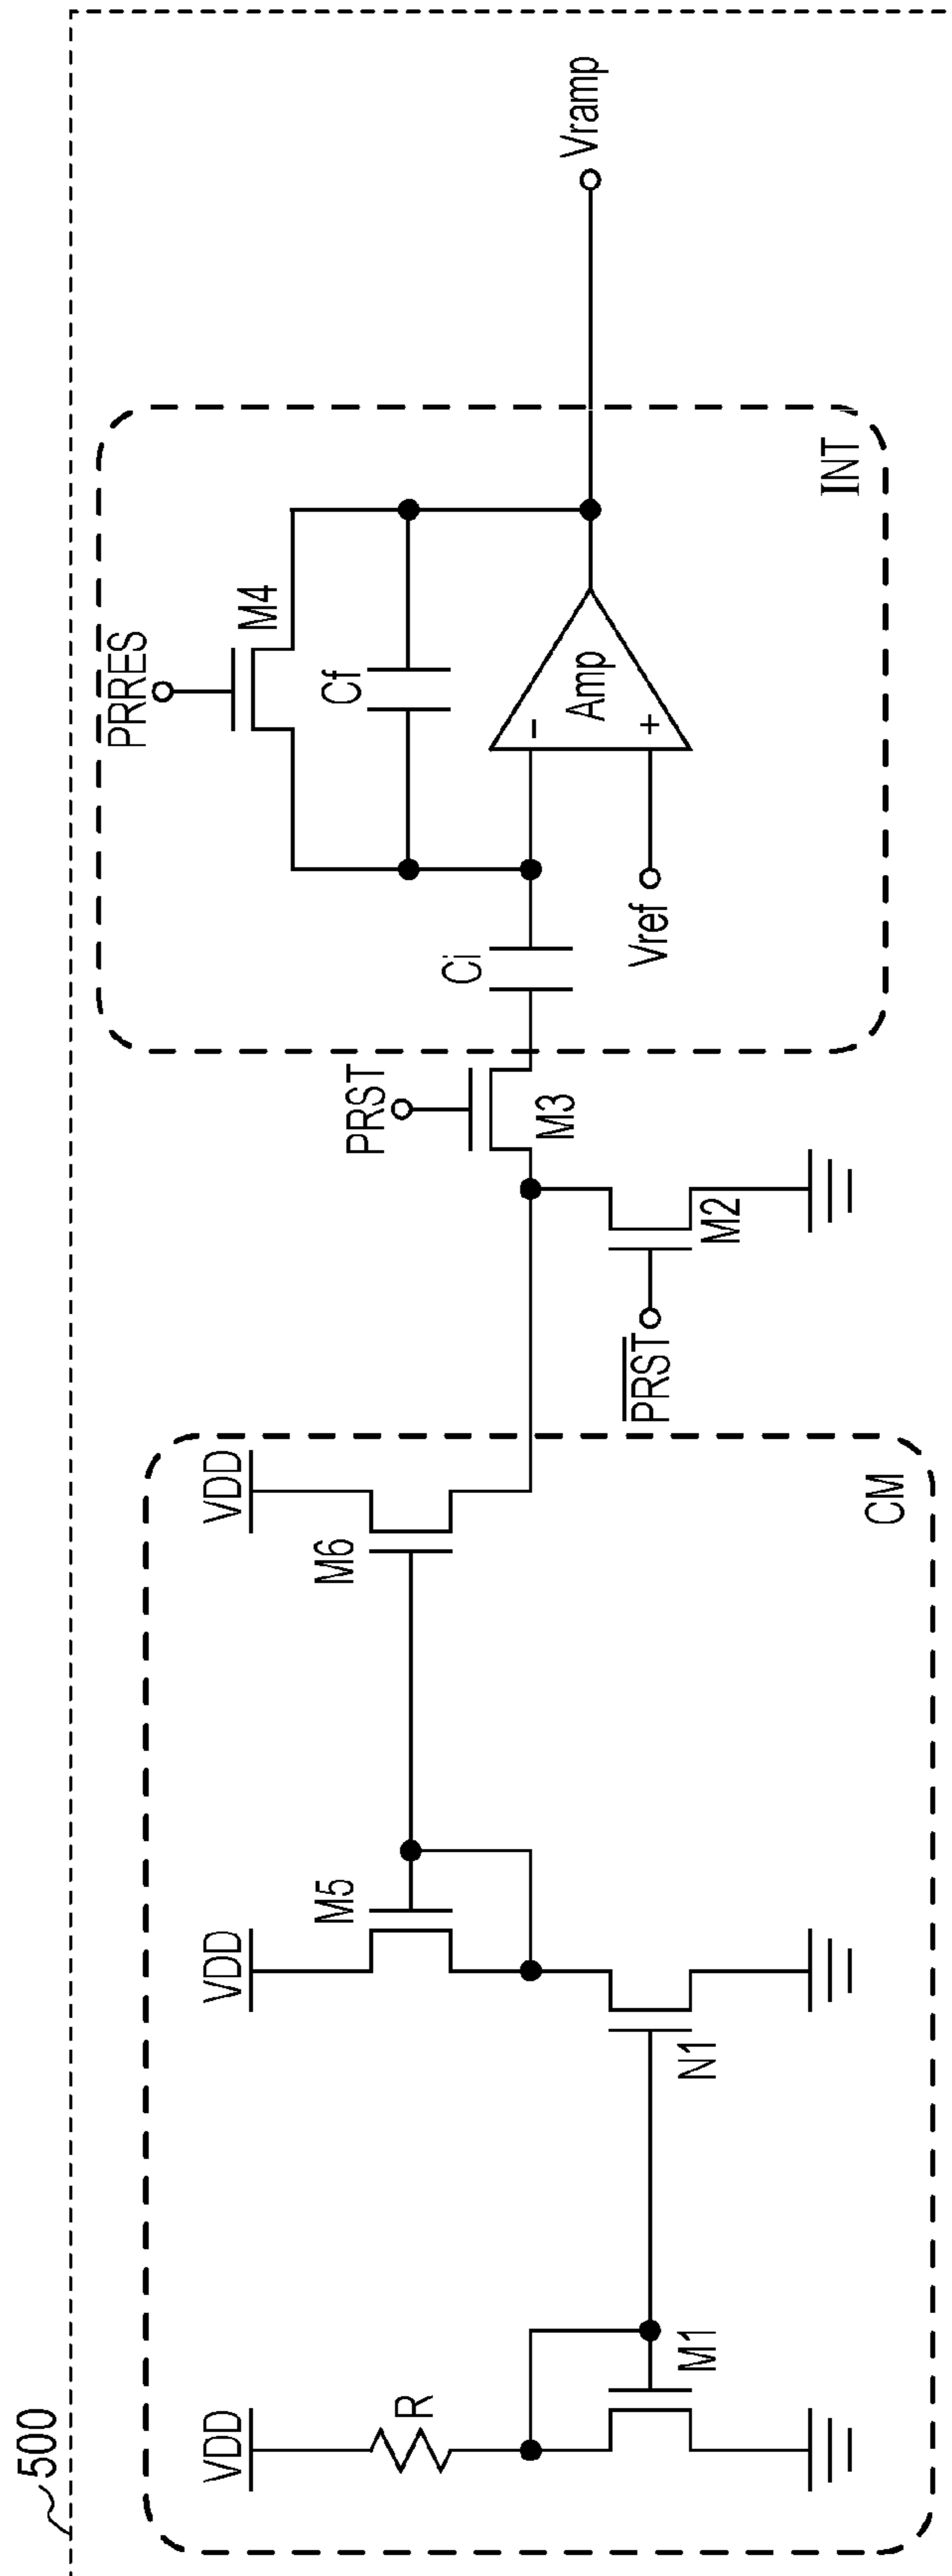 500
VDD
R
M1
VDD
M5
N1
VDD
M6
CM
PRST
M2
PRST
M3
Ci
Vref
PRRES
M4
Cf
-
Amp
+
INT
Vramp